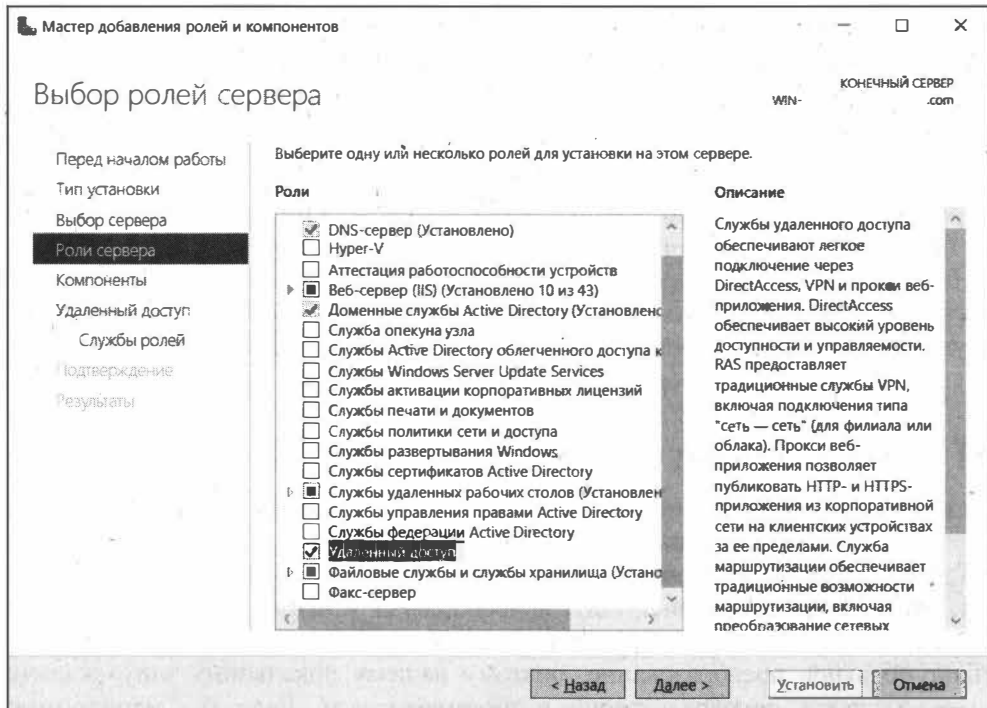 Мастер добавления ролей и компонентов
Выбор ролей сервера
КОНЕЧНЫЙ СЕРВЕР
WIN- .com
Перед началом работы
Тип установки
Выбор сервера
Роли сервера
Компоненты
Удаленный доступ
Службы ролей
Подтверждение
Результаты
Выберите одну или несколько ролей для установки на этом сервере.
Роли
DNS-сервер (Установлено)
Hyper-V
Аттестация работоспособности устройств
Веб-сервер (IIS) (Установлено 10 из 43)
Доменные службы Active Directory (Установлено
Служба опекуна узла
Службы Active Directory облегченного доступа к
Службы Windows Server Update Services
Службы активации корпоративных лицензий
Службы печати и документов
Службы политики сети и доступа
Службы развертывания Windows
Службы сертификатов Active Directory
Службы удаленных рабочих столов (Установлен
Службы управления правами Active Directory
Службы федерации Active Directory
Удаленный доступ
Файловые службы и службы хранилища (Устано
Факс-сервер
Описание
Службы удаленного доступа
обеспечивают легкое
подключение через
DirectAccess, VPN и прокси веб-
приложения. DirectAccess
обеспечивает высокий уровень
доступности и управляемости.
RAS предоставляет
традиционные службы VPN,
включая подключения типа
"сеть — сеть" (для филиала или
облака). Прокси веб-
приложения позволяет
публиковать HTTP- и HTTPS-
приложения из корпоративной
сети на клиентских устройствах
за ее пределами. Служба
маршрутизации обеспечивает
традиционные возможности
маршрутизации, включая
преобразование сетевых
< Назад
Далее >
Установить
Отмена